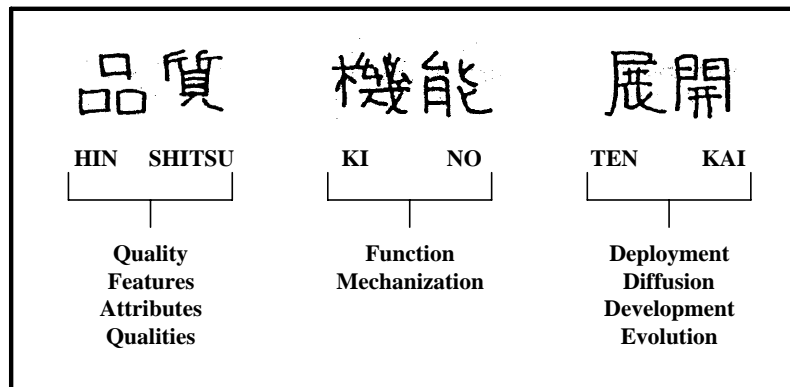 品質 機能 展開
HIN SHITSU KI NO TEN KAI
Quality Function Deployment
Features Mechanization Diffusion
Attributes Development
Qualities Evolution